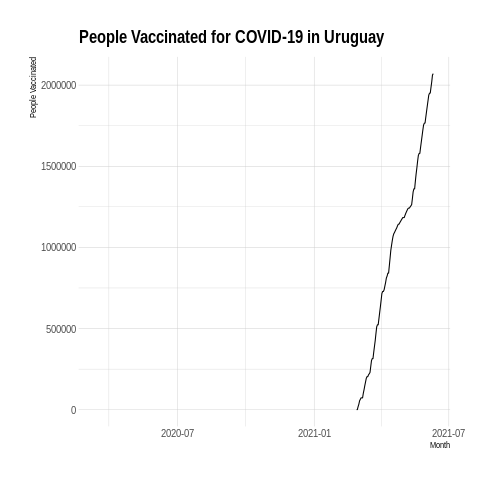 People Vaccinated for COVID-19 in Uruguay
People Vaccinated
2000000
1500000
1000000
500000
0
2020-07
2021-01
2021-07
Month